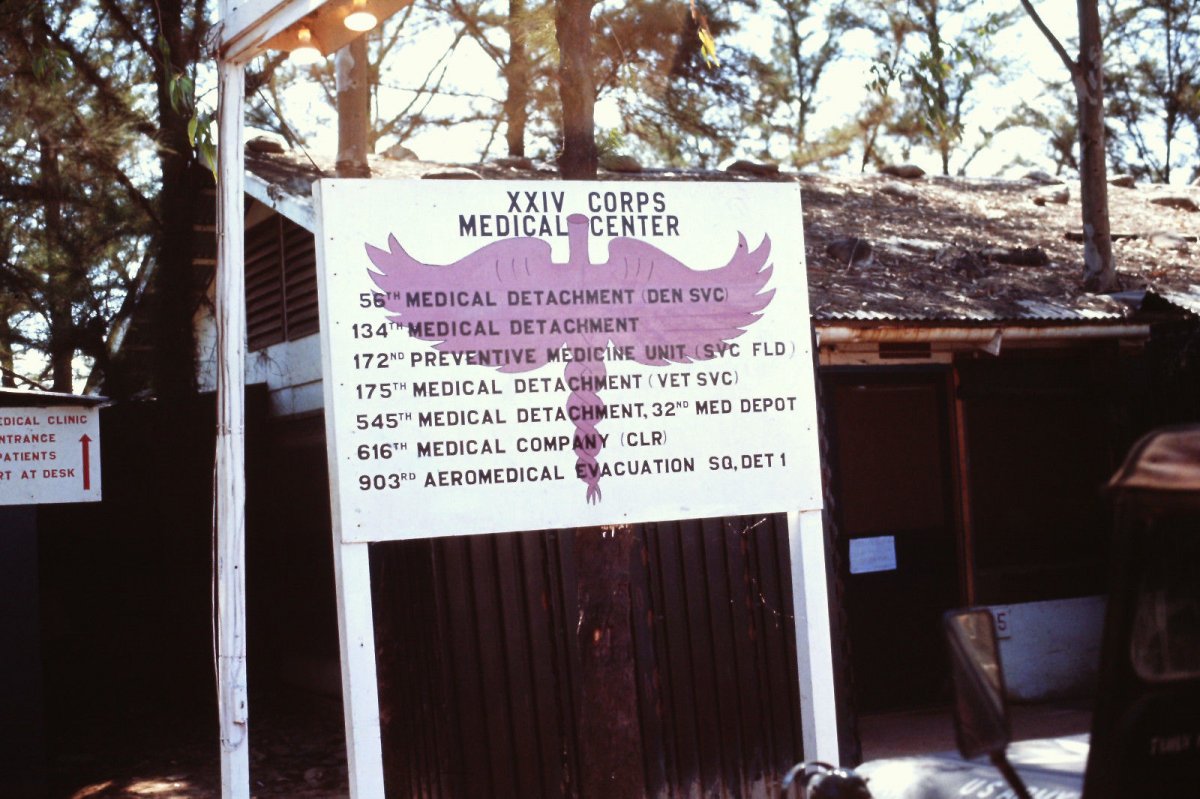 XXIV CORPS
MEDICAL CENTER
56TH MEDICAL DETACHMENT (DEN SVC)
134TH MEDICAL DETACHMENT
172ND PREVENTIVE MEDICINE UNIT (SVC FLD)
175TH MEDICAL DETACHMENT (VET SVC)
545TH MEDICAL DETACHMENT, 32ND MED DEPOT
616TH MEDICAL COMPANY (CLR)
903RD AEROMEDICAL EVACUATION SQ, DET 1
EDICAL CLINIC
NTRANCE
PATIENTS
RT AT DESK
5
US